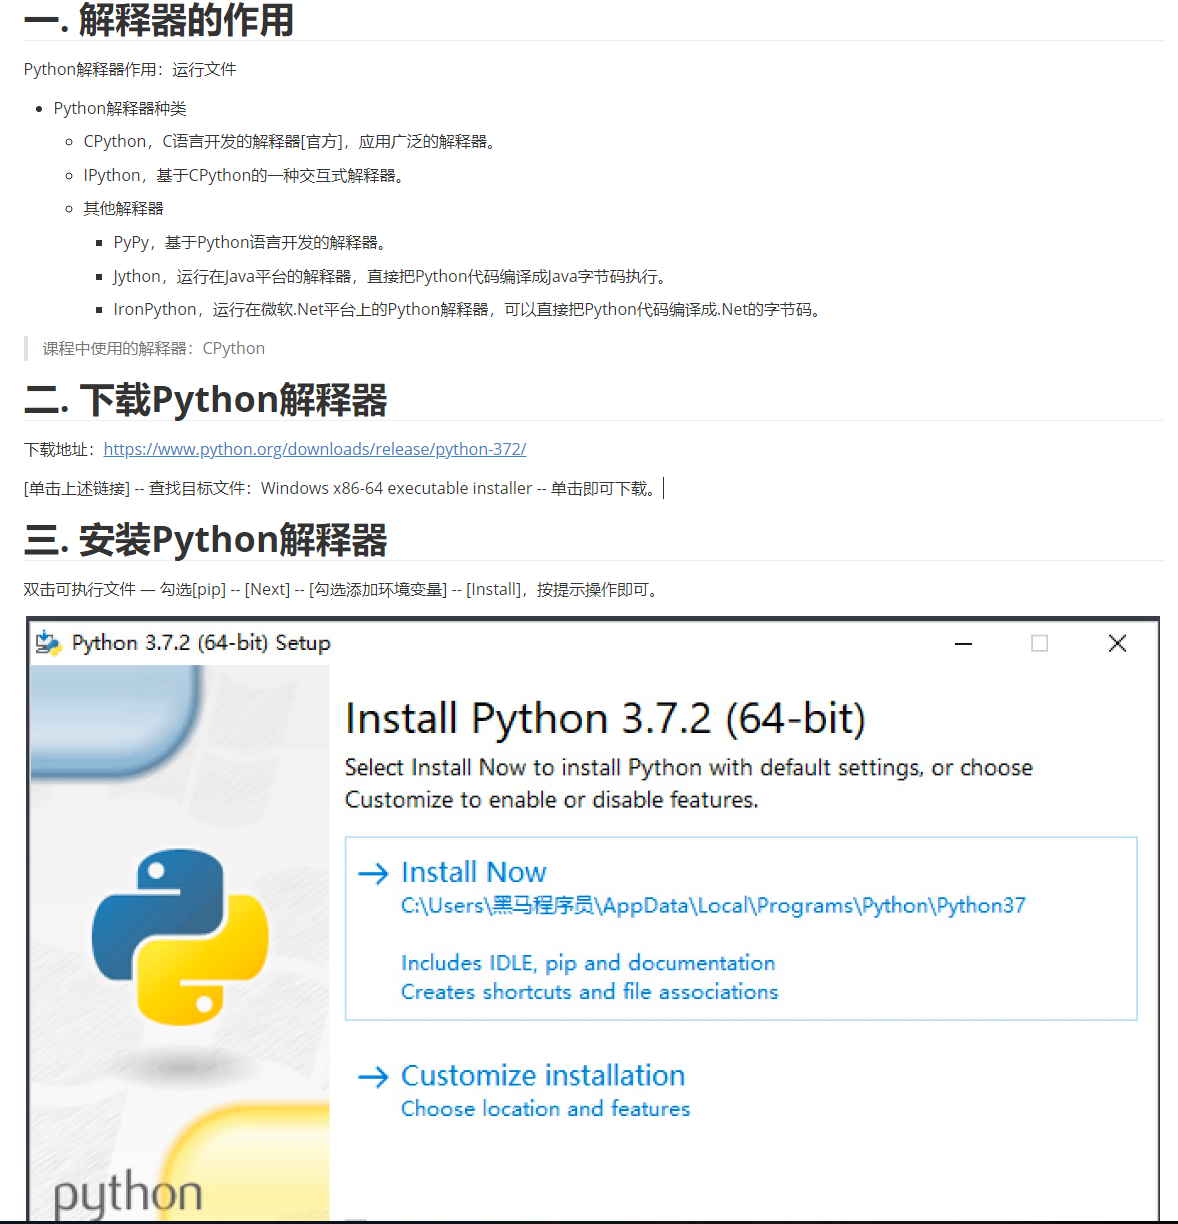 一. 解释器的作用
Python解释器作用：运行文件
Python解释器种类
CPython，C语言开发的解释器[官方]，应用广泛的解释器。
IPython，基于CPython的一种交互式解释器。
其他解释器
PyPy，基于Python语言开发的解释器。
Jython，运行在Java平台的解释器，直接把Python代码编译成Java字节码执行。
IronPython，运行在微软.Net平台上的Python解释器，可以直接把Python代码编译成.Net的字节码。
课程中使用的解释器：CPython
二. 下载Python解释器
下载地址：https://www.python.org/downloads/release/python-372/
[单击上述链接] -- 查找目标文件：Windows x86-64 executable installer -- 单击即可下载。
三. 安装Python解释器
双击可执行文件 — 勾选[pip] -- [Next] -- [勾选添加环境变量] -- [Install]，按提示操作即可。
Python 3.7.2 (64-bit) Setup
Install Python 3.7.2 (64-bit)
Select Install Now to install Python with default settings, or choose
Customize to enable or disable features.
Install Now
C:\Users\黑马程序员\AppData\Local\Programs\Python\Python37
Includes IDLE, pip and documentation
Creates shortcuts and file associations
Customize installation
Choose location and features
python